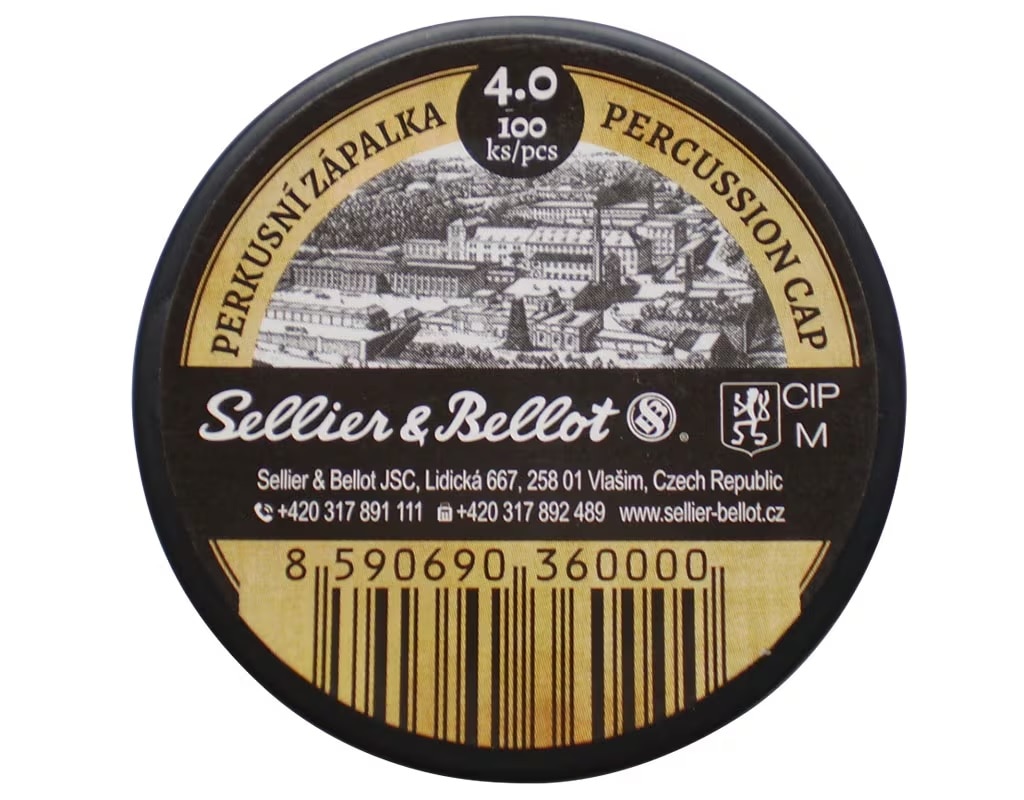 4.0
100
ks/pcs
PERKUSNÍ ZÁPALKA
PERCUSSION CAP
Sellier & Bellot
SB
CIP
M
Sellier & Bellot JSC, Lidická 667, 258 01 Vlašim, Czech Republic
+420 317 891 111 +420 317 892 489 www.sellier-bellot.cz
8 590690 360000